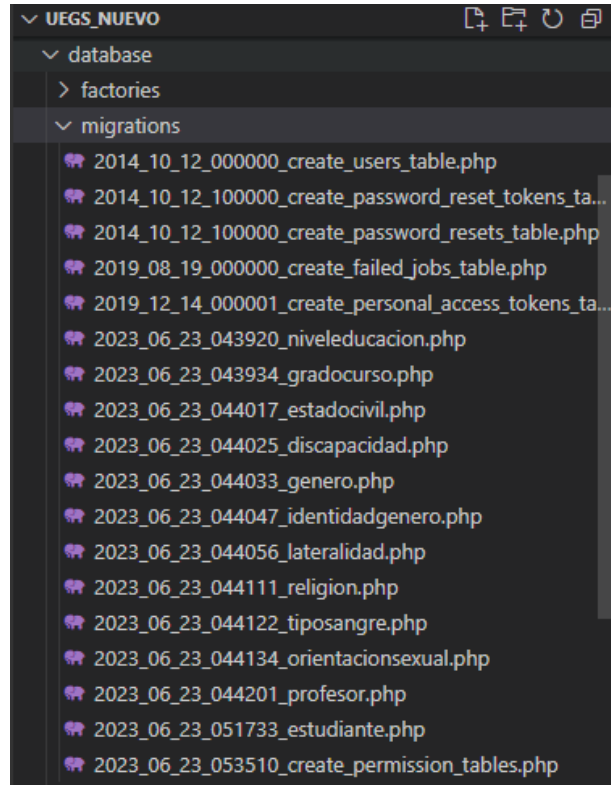 UEGS_NUEVO
database
factories
migrations
2014_10_12_000000_create_users_table.php
2014_10_12_100000_create_password_reset_tokens_ta...
2014_10_12_100000_create_password_resets_table.php
2019_08_19_000000_create_failed_jobs_table.php
2019_12_14_000001_create_personal_access_tokens_ta...
2023_06_23_043920_niveleducacion.php
2023_06_23_043934_gradocurso.php
2023_06_23_044017_estadocivil.php
2023_06_23_044025_discapacidad.php
2023_06_23_044033_genero.php
2023_06_23_044047_identidadgenero.php
2023_06_23_044056_lateralidad.php
2023_06_23_044111_religion.php
2023_06_23_044122_tiposangre.php
2023_06_23_044134_orientacionsexual.php
2023_06_23_044201_profesor.php
2023_06_23_051733_estudiante.php
2023_06_23_053510_create_permission_tables.php